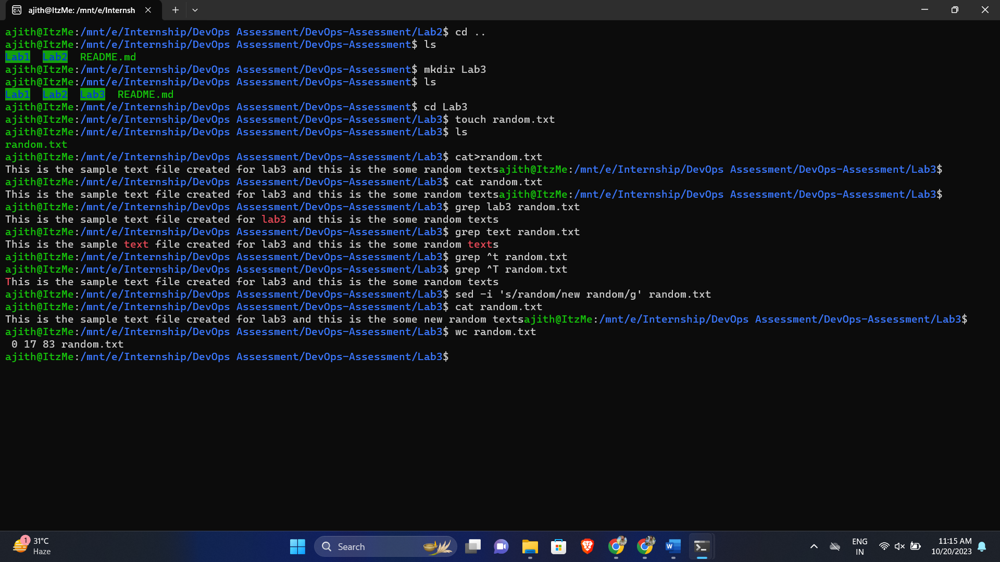 ajith@ItzMe: /mnt/e/Internsh
ajith@ItzMe:/mnt/e/Internship/DevOps Assessment/DevOps-Assessment/Lab2$ cd ..
ajith@ItzMe:/mnt/e/Internship/DevOps Assessment/DevOps-Assessment$ ls
Lab1  Lab2  README.md
ajith@ItzMe:/mnt/e/Internship/DevOps Assessment/DevOps-Assessment$ mkdir Lab3
ajith@ItzMe:/mnt/e/Internship/DevOps Assessment/DevOps-Assessment$ ls
Lab1  Lab2  Lab3  README.md
ajith@ItzMe:/mnt/e/Internship/DevOps Assessment/DevOps-Assessment$ cd Lab3
ajith@ItzMe:/mnt/e/Internship/DevOps Assessment/DevOps-Assessment/Lab3$ touch random.txt
ajith@ItzMe:/mnt/e/Internship/DevOps Assessment/DevOps-Assessment/Lab3$ ls
random.txt
ajith@ItzMe:/mnt/e/Internship/DevOps Assessment/DevOps-Assessment/Lab3$ cat>random.txt
This is the sample text file created for lab3 and this is the some random textsajith@ItzMe:/mnt/e/Internship/DevOps Assessment/DevOps-Assessment/Lab3$
ajith@ItzMe:/mnt/e/Internship/DevOps Assessment/DevOps-Assessment/Lab3$ cat random.txt
This is the sample text file created for lab3 and this is the some random textsajith@ItzMe:/mnt/e/Internship/DevOps Assessment/DevOps-Assessment/Lab3$
ajith@ItzMe:/mnt/e/Internship/DevOps Assessment/DevOps-Assessment/Lab3$ grep lab3 random.txt
This is the sample text file created for lab3 and this is the some random texts
ajith@ItzMe:/mnt/e/Internship/DevOps Assessment/DevOps-Assessment/Lab3$ grep text random.txt
This is the sample text file created for lab3 and this is the some random texts
ajith@ItzMe:/mnt/e/Internship/DevOps Assessment/DevOps-Assessment/Lab3$ grep ^t random.txt
ajith@ItzMe:/mnt/e/Internship/DevOps Assessment/DevOps-Assessment/Lab3$ grep ^T random.txt
This is the sample text file created for lab3 and this is the some random texts
ajith@ItzMe:/mnt/e/Internship/DevOps Assessment/DevOps-Assessment/Lab3$ sed -i 's/random/new random/g' random.txt
ajith@ItzMe:/mnt/e/Internship/DevOps Assessment/DevOps-Assessment/Lab3$ cat random.txt
This is the sample text file created for lab3 and this is the some new random textsajith@ItzMe:/mnt/e/Internship/DevOps Assessment/DevOps-Assessment/Lab3$
ajith@ItzMe:/mnt/e/Internship/DevOps Assessment/DevOps-Assessment/Lab3$ wc random.txt
 0 17 83 random.txt
ajith@ItzMe:/mnt/e/Internship/DevOps Assessment/DevOps-Assessment/Lab3$
1
31°C
Haze
Search
W
ENG
IN
11:15 AM
10/20/2023